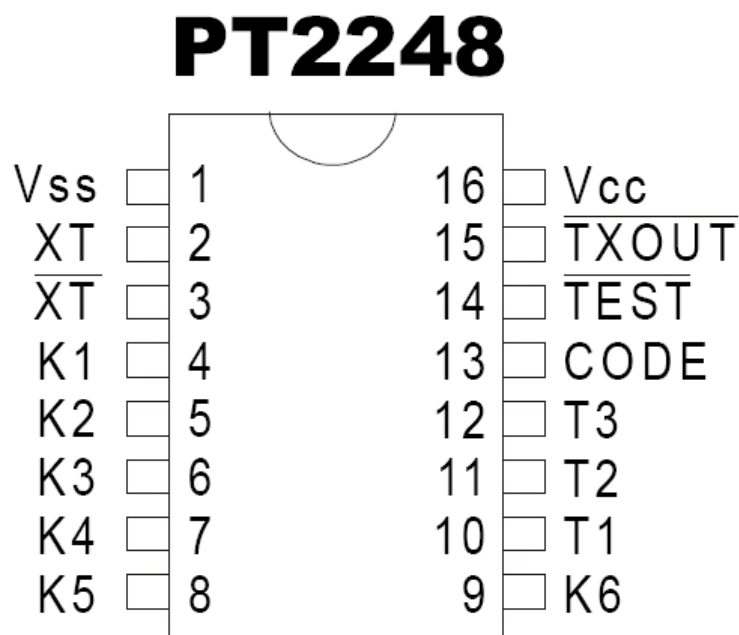 PT2248
Vss 1 16 Vcc
XT 2 15 TXOUT
XT 3 14 TEST
K1 4 13 CODE
K2 5 12 T3
K3 6 11 T2
K4 7 10 T1
K5 8 9 K6